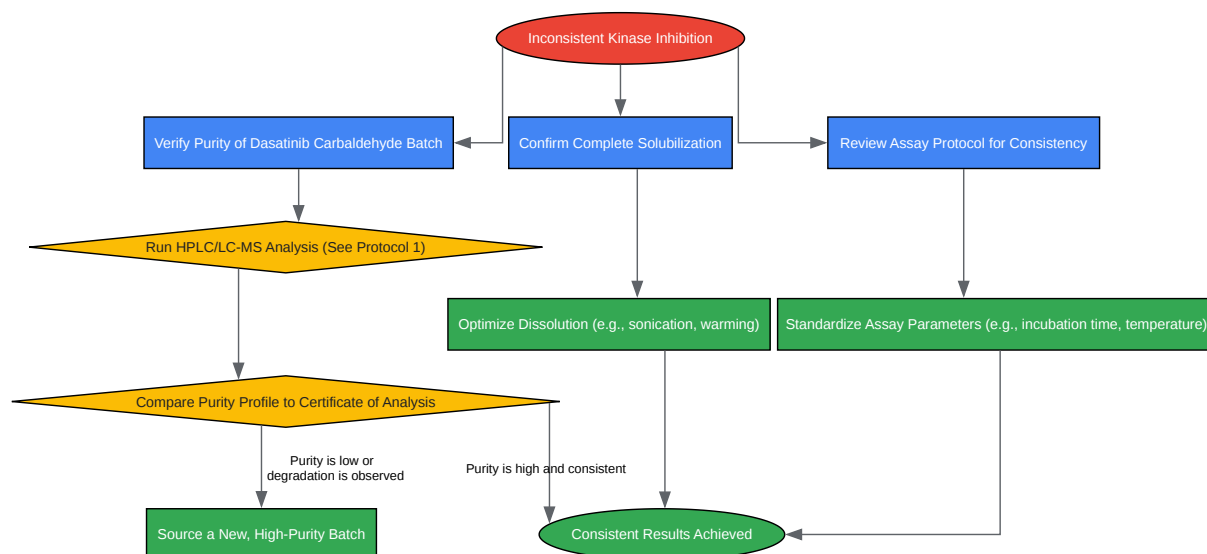 Inconsistent Kinase Inhibition
Verify Purity of Dasatinib Carbaldehyde Batch
Confirm Complete Solubilization
Review Assay Protocol for Consistency
Run HPLC/LC-MS Analysis (See Protocol 1)
Optimize Dissolution (e.g., sonication, warming)
Standardize Assay Parameters (e.g., incubation time, temperature)
Compare Purity Profile to Certificate of Analysis
Purity is low or
degradation is observed
Purity is high and consistent
Source a New, High-Purity Batch
Consistent Results Achieved